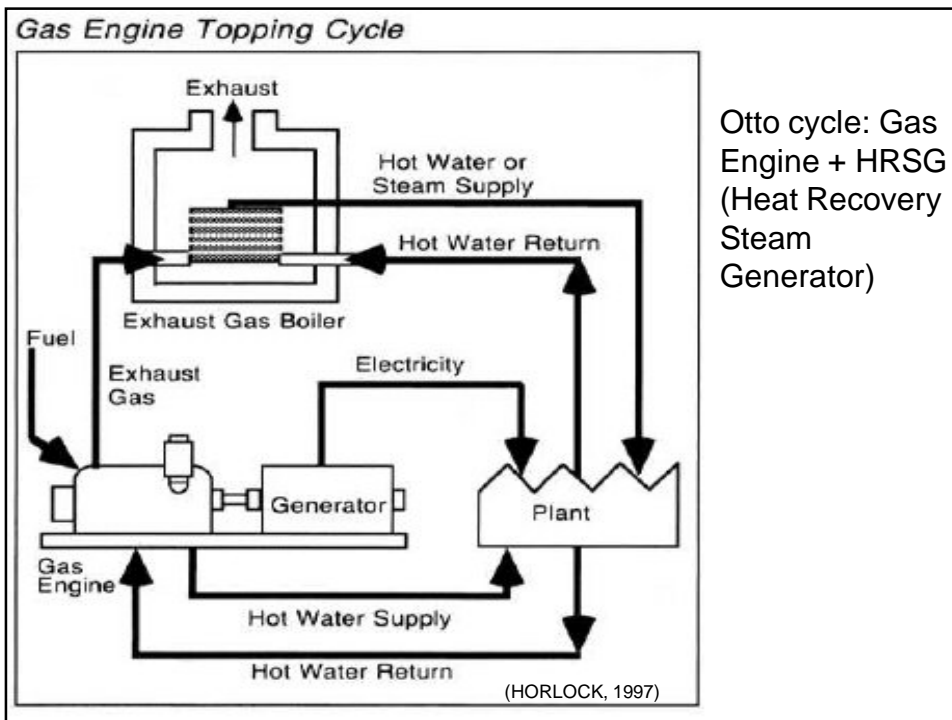 Gas Engine Topping Cycle
Exhaust
Hot Water or
Steam Supply
Hot Water Return
Exhaust Gas Boiler
Fuel
Exhaust
Gas
Electricity
Generator
Plant
Gas
Engine
Hot Water Supply
Hot Water Return
(HORLOCK, 1997)
Otto cycle: Gas
Engine + HRSG
(Heat Recovery
Steam
Generator)